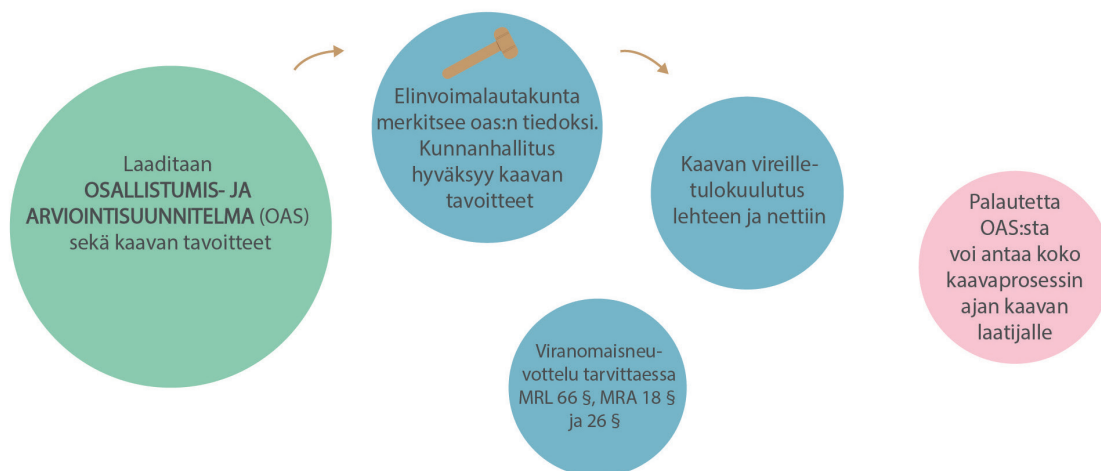 Laaditaan
OSALLISTUMIS- JA
ARVIOINTISUUNNITELMA (OAS)
sekä kaavan tavoitteet
Elinvoimalautakunta
merkitsee oas:n tiedoksi.
Kunnanhallitus
hyväksyy kaavan
tavoitteet
Kaavan vireille-
tulokuulutus
lehteen ja nettiin
Viranomaisneu-
vottelu tarvittaessa
MRL 66 §, MRA 18 §
ja 26 §
Palautetta
OAS:sta
voi antaa koko
kaavaprosessin
ajan kaavan
laatijalle